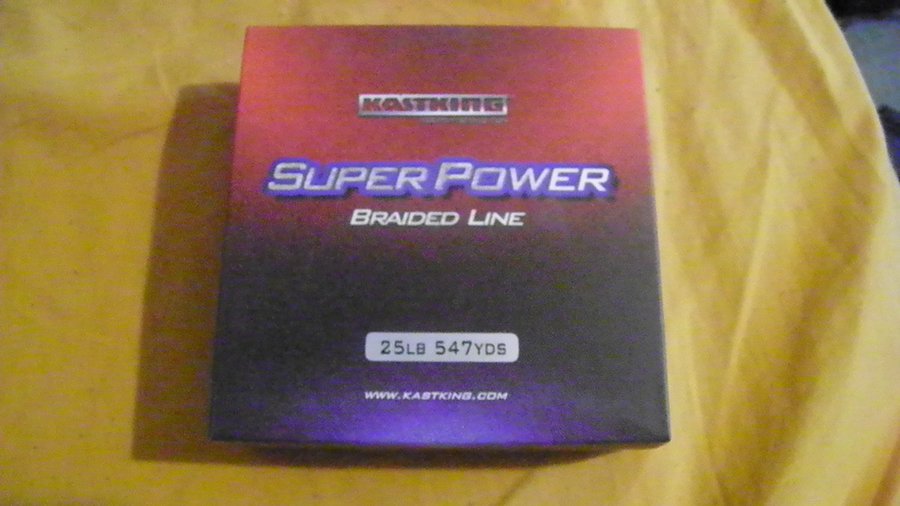 KASTKING
SUPER POWER
BRAIDED LINE
25LB 547YDS
WWW.KASTKING.COM